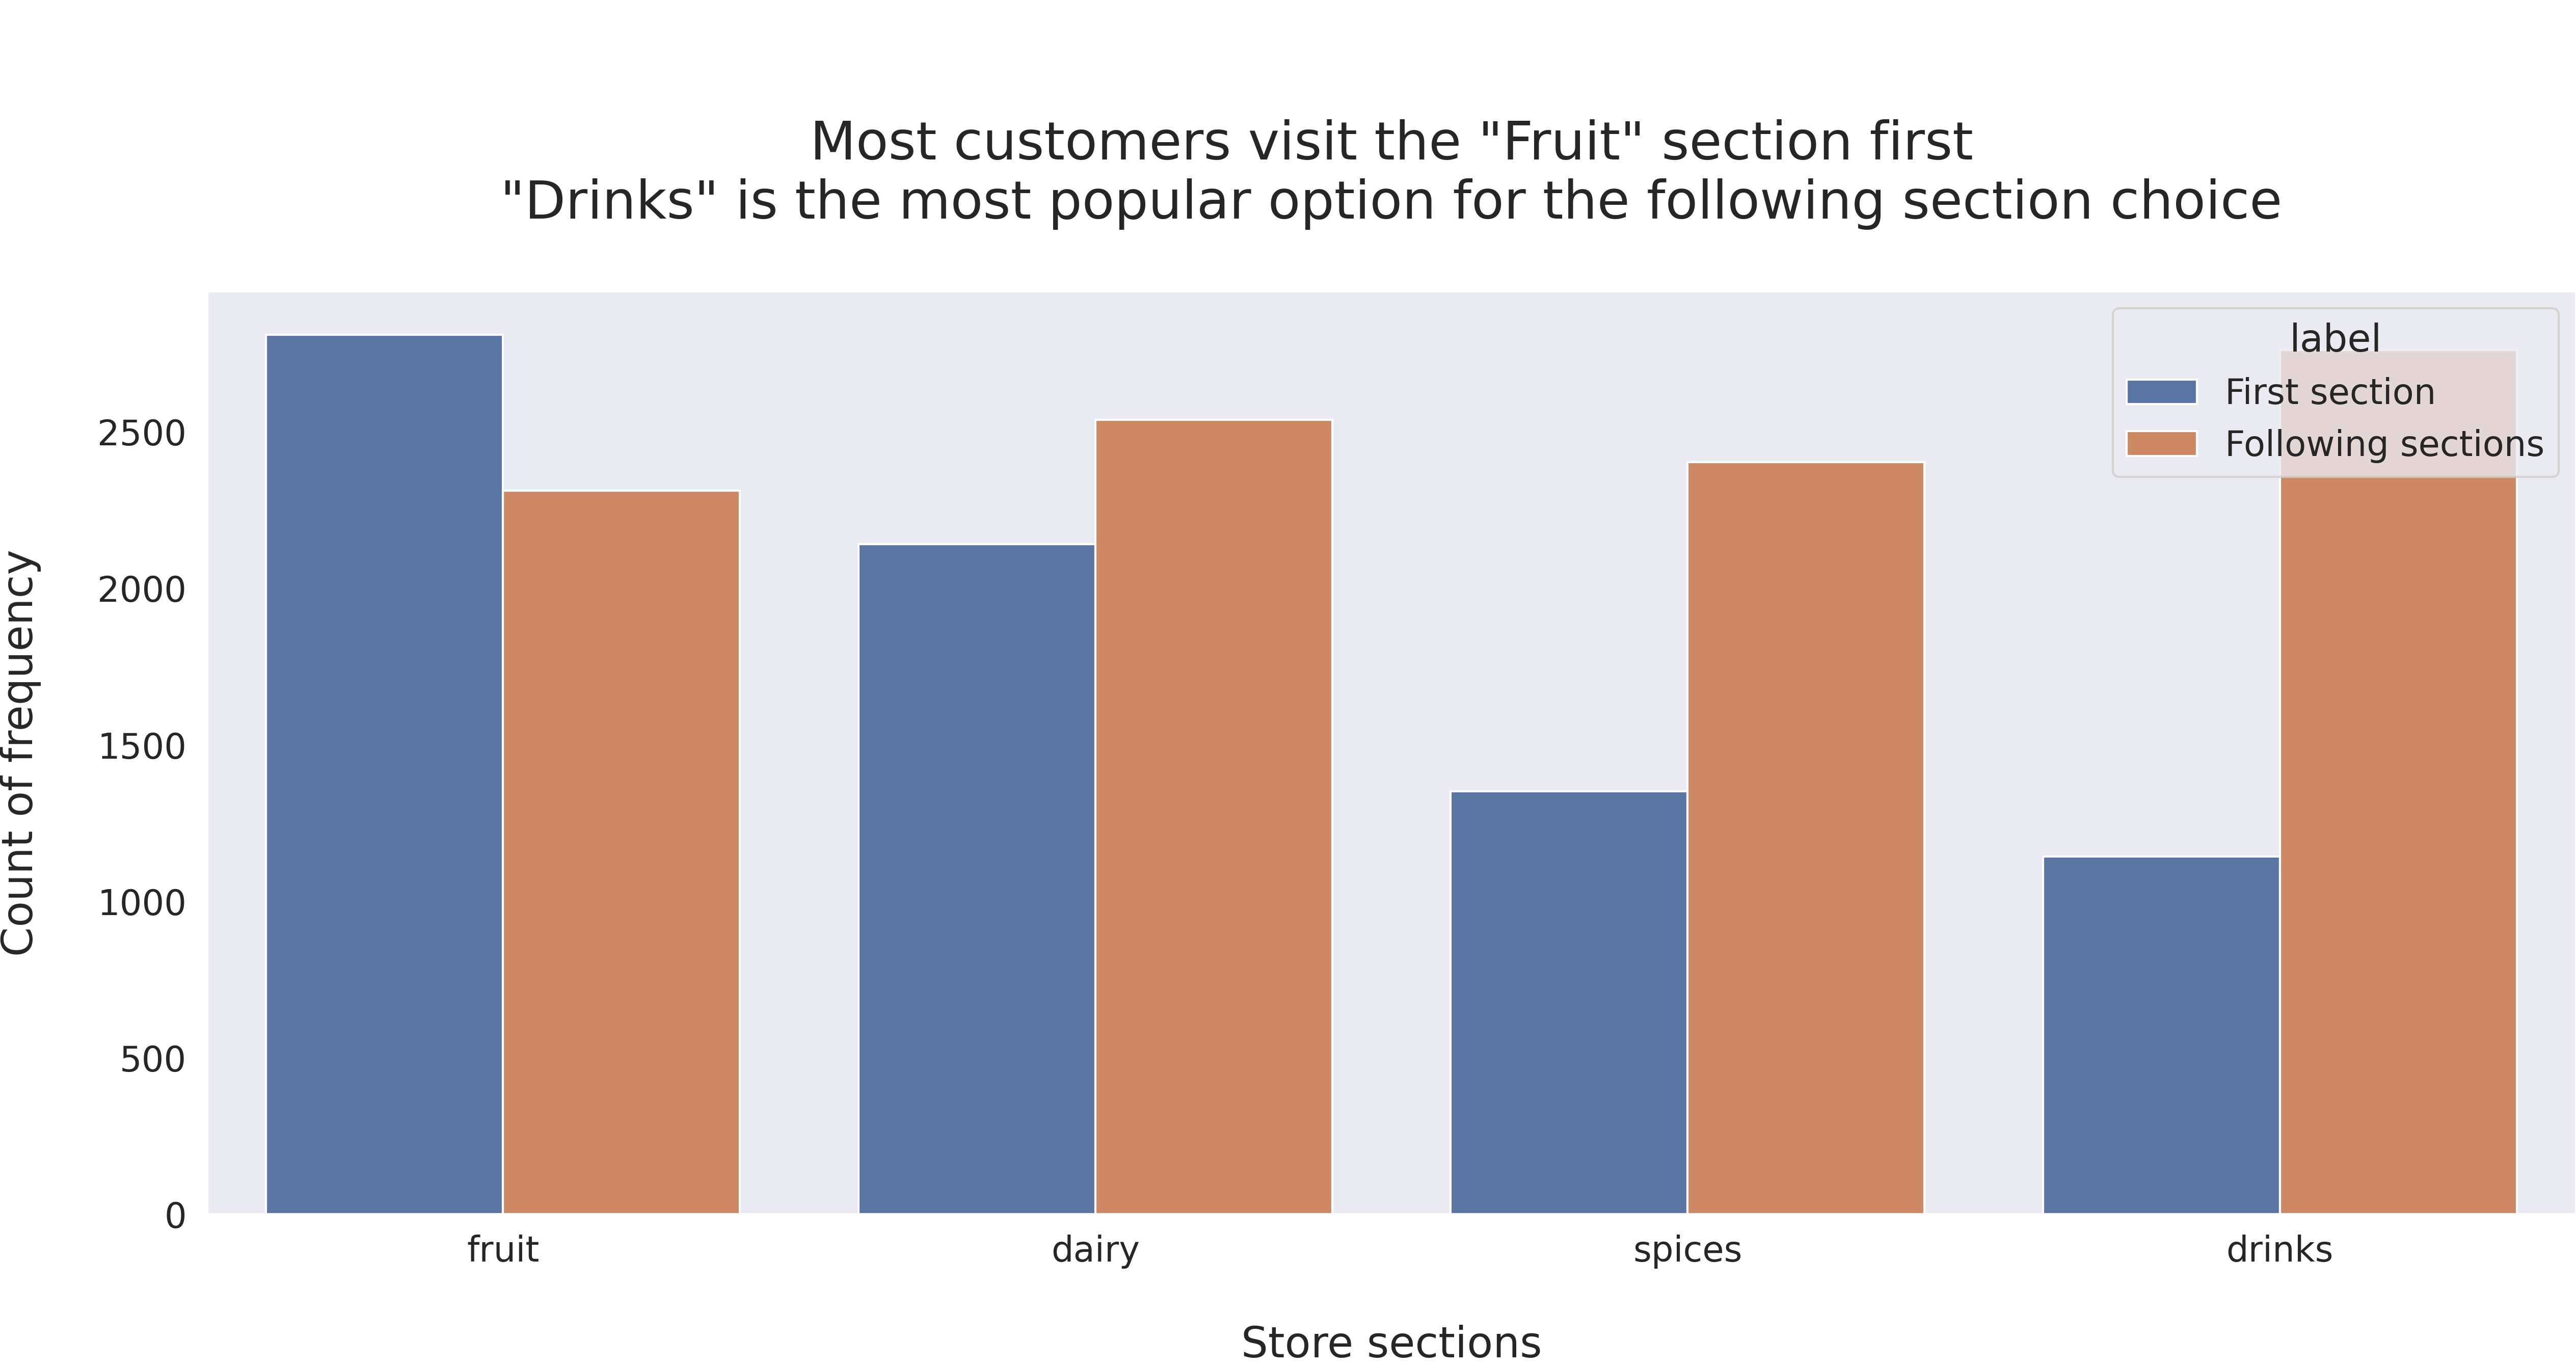 Most customers visit the "Fruit" section first
"Drinks" is the most popular option for the following section choice
label
First section
Following sections
Count of frequency
2500
2000
1500
1000
500
0
fruit
dairy
spices
drinks
Store sections